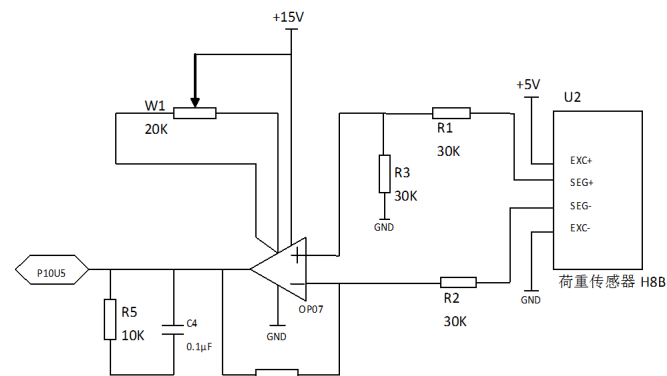 +15V
W1
20K
+5V
U2
R1
30K
R3
30K
GND
EXC+
SEG+
SEG-
EXC-
P10U5
OP07
GND
R2
30K
GND
荷重传感器 H8B
R5
10K
C4
0.1μF